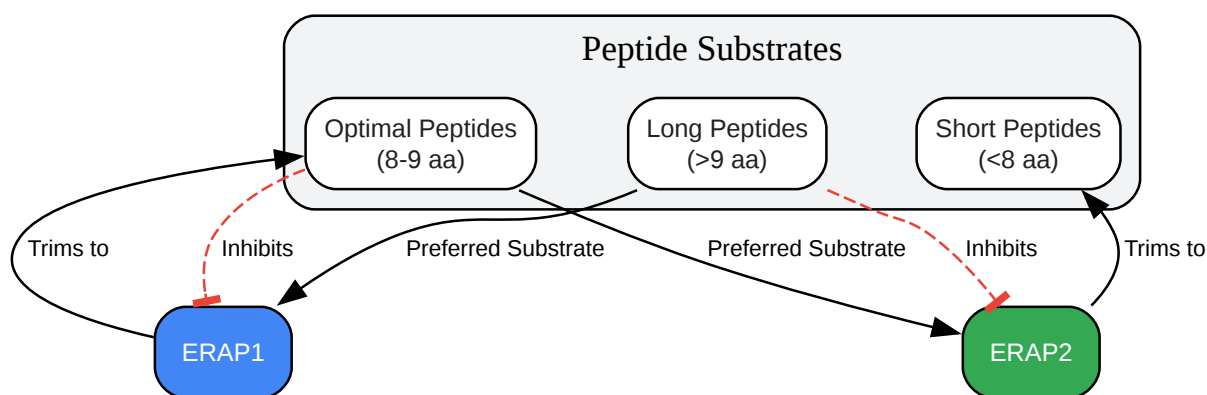 Peptide Substrates
Optimal Peptides
(8-9 aa)
Long Peptides
(>9 aa)
Short Peptides
(<8 aa)
Trims to
Inhibits
Preferred Substrate
Preferred Substrate
Inhibits
Trims to
ERAP1
ERAP2